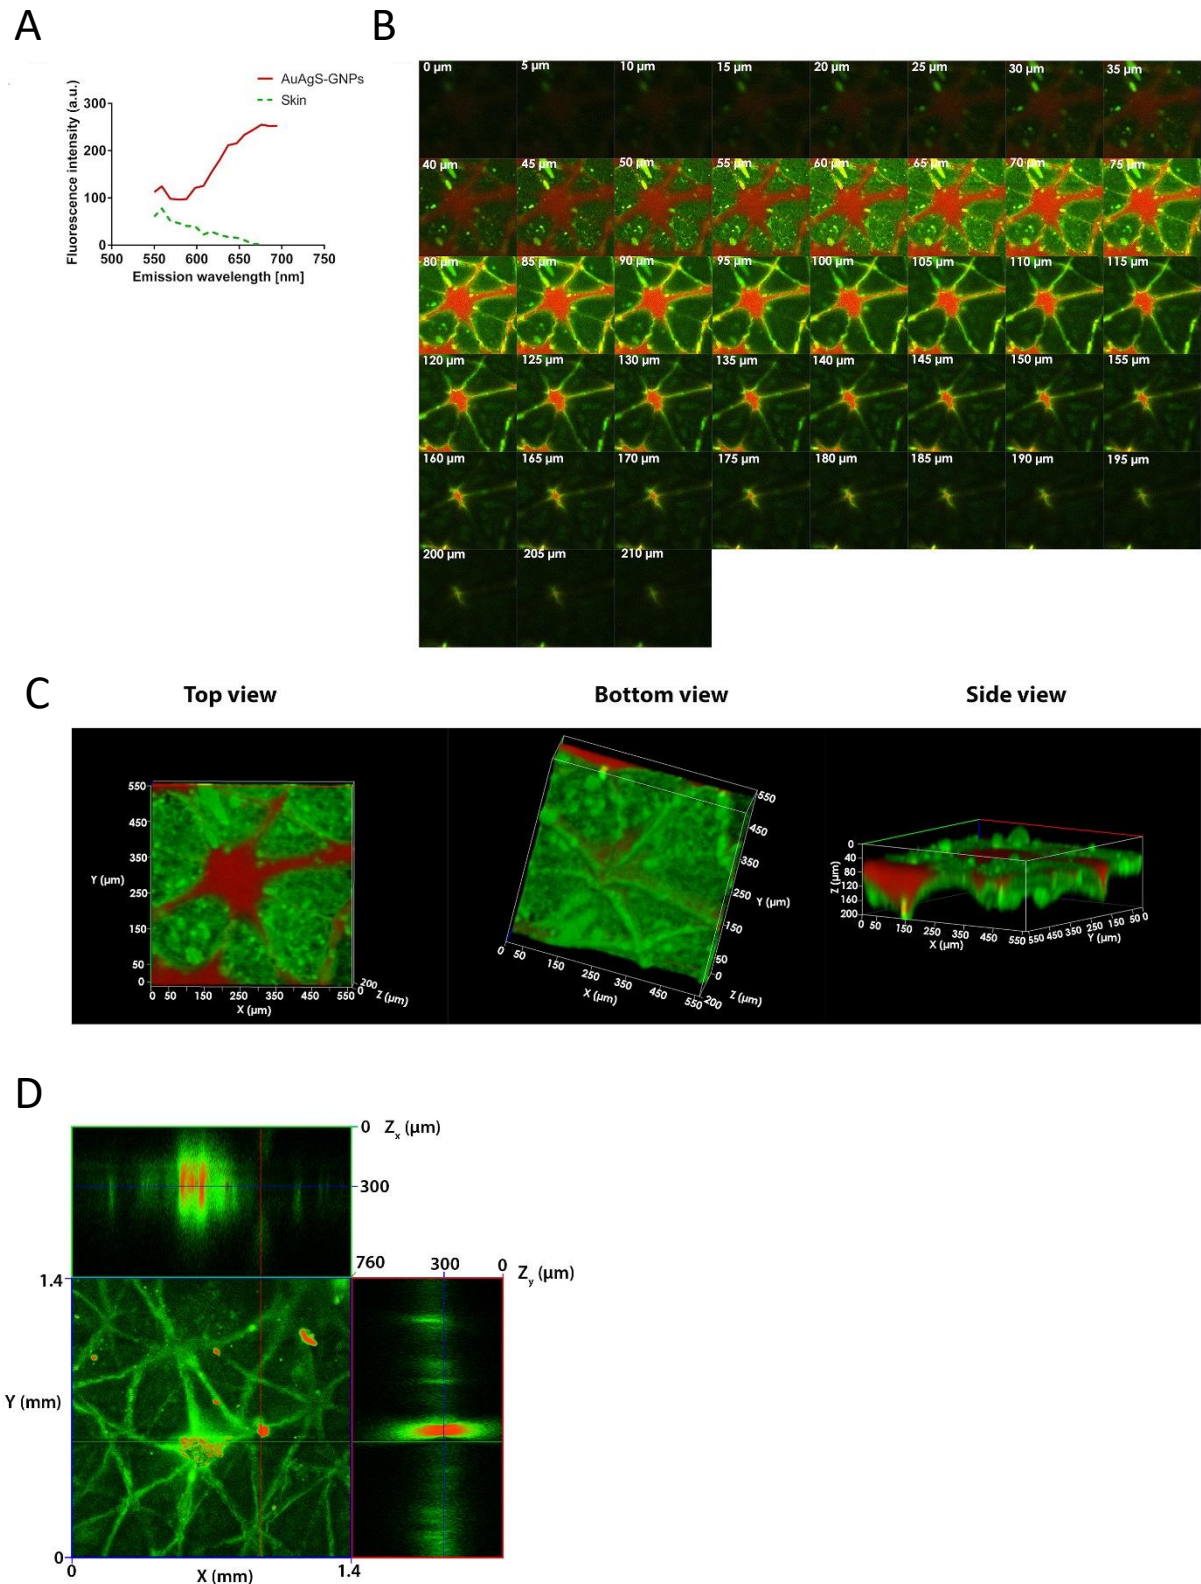 A
B
AuAgS-GNPs
Skin
Fluorescence intensity (a.u.)
300
200
100
0
500 550 600 650 700 750
Emission wavelength [nm]
0 µm 5 µm 10 µm 15 µm 20 µm 25 µm 30 µm 35 µm
40 µm 45 µm 50 µm 55 µm 60 µm 65 µm 70 µm 75 µm
80 µm 85 µm 90 µm 95 µm 100 µm 105 µm 110 µm 115 µm
120 µm 125 µm 130 µm 135 µm 140 µm 145 µm 150 µm 155 µm
160 µm 165 µm 170 µm 175 µm 180 µm 185 µm 190 µm 195 µm
200 µm 205 µm 210 µm
C
Top view
Bottom view
Side view
550
450
350
250
150
50
0
Y (µm)
0 50 150 250 350 450 550
X (µm)
200
0
Z (µm)
550
450
350
250
150
50
0
Y (µm)
0 50 150 250 350 450 550
X (µm)
200
Z (µm)
0
40
80
120
160
200
Z (µm)
0 50 150 250 350 450 550
X (µm)
550 450 350 250 150 50 0
Y (µm)
D
0 Zx (µm)
300
760
300 0
Zy (µm)
1.4
Y (mm)
0
0 1.4
X (mm)